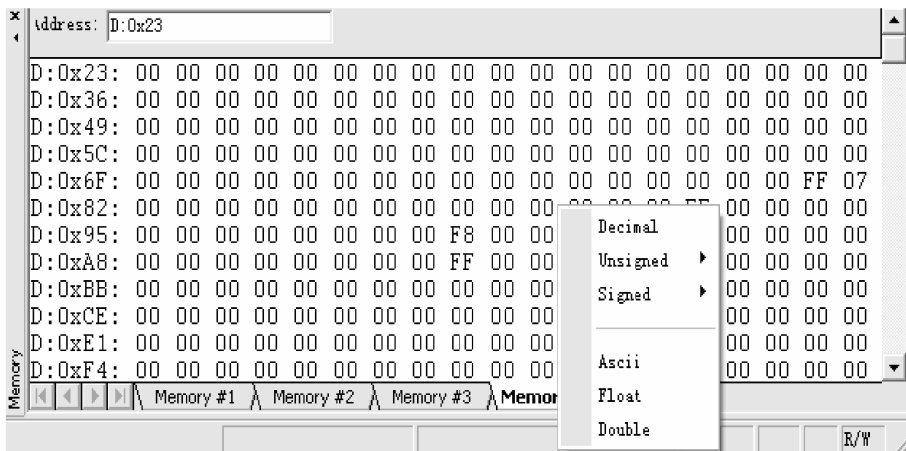 Address: D:0x23
D:0x23: 00 00 00 00 00 00 00 00 00 00 00 00 00 00 00 00 00 00 00
D:0x36: 00 00 00 00 00 00 00 00 00 00 00 00 00 00 00 00 00 00 00
D:0x49: 00 00 00 00 00 00 00 00 00 00 00 00 00 00 00 00 00 00 00
D:0x5C: 00 00 00 00 00 00 00 00 00 00 00 00 00 00 00 00 00 00 00
D:0x6F: 00 00 00 00 00 00 00 00 00 00 00 00 00 00 00 00 00 FF 07
D:0x82: 00 00 00 00 00 00 00 00 00 00 00 00 00 00 FF 00 00 00 00
D:0x95: 00 00 00 00 00 00 00 00 F8 00 00 00 00 00 00
D:0xA8: 00 00 00 00 00 00 00 00 FF 00 00 00 00 00 00
D:0xBB: 00 00 00 00 00 00 00 00 00 00 00 00 00 00 00
D:0xCE: 00 00 00 00 00 00 00 00 00 00 00 00 00 00 00
D:0xE1: 00 00 00 00 00 00 00 00 00 00 00 00 00 00 00
D:0xF4: 00 00 00 00 00 00 00 00 00 00 00 00 00 00 00
Decimal
Unsigned
Signed
Ascii
Float
Double
Memory
Memory #1 Memory #2 Memory #3 Memor
R/W